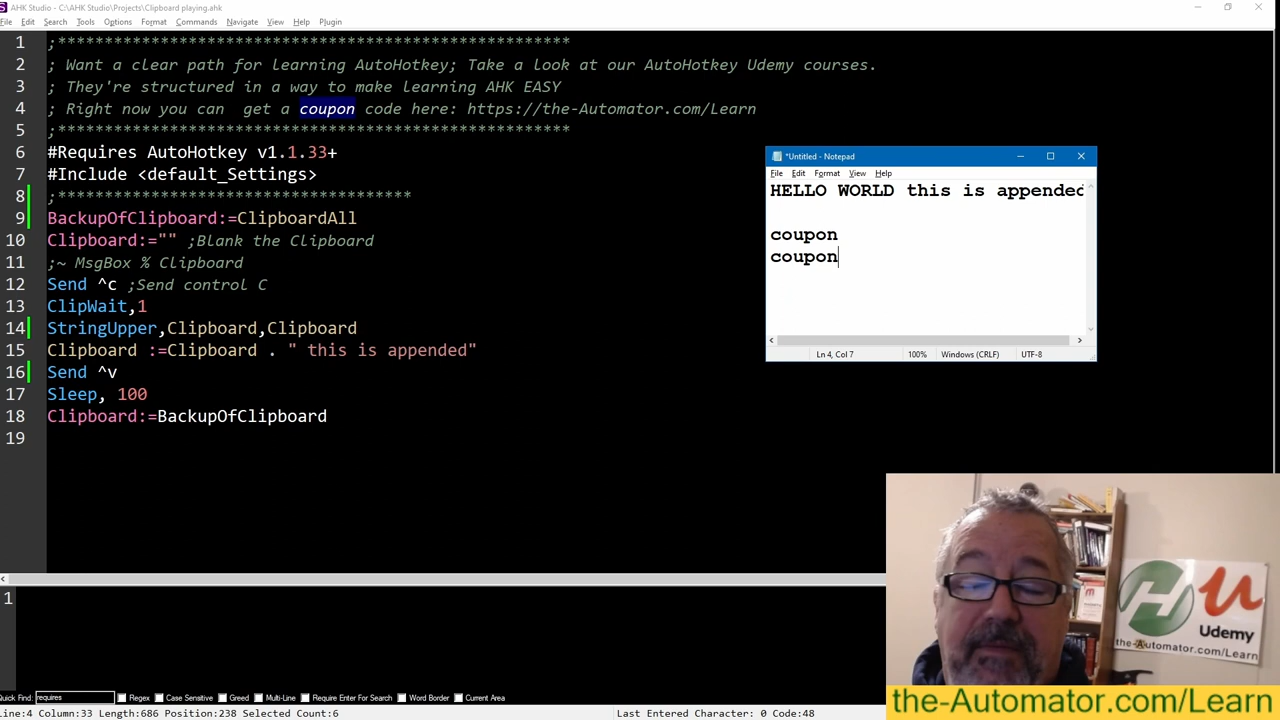 AHK Studio - C:\AHK Studio\Projects\Clipboard playing.ahk
File Edit Search Tools Options Format Commands Navigate View Help Plugin
1 ;***************************************************
2 ; Want a clear path for learning AutoHotkey; Take a look at our AutoHotkey Udemy courses.
3 ; They're structured in a way to make learning AHK EASY
4 ; Right now you can  get a coupon code here: https://the-Automator.com/Learn
5 ;***************************************************
6 #Requires AutoHotkey v1.1.33+
7 #Include <default_Settings>
8 ;*********************************
9 BackupOfClipboard:=ClipboardAll
10 Clipboard:="" ;Blank the Clipboard
11 ;~ MsgBox % Clipboard
12 Send ^c ;Send control C
13 ClipWait,1
14 StringUpper,Clipboard,Clipboard
15 Clipboard :=Clipboard . " this is appended"
16 Send ^v
17 Sleep, 100
18 Clipboard:=BackupOfClipboard
19
*Untitled - Notepad
File Edit Format View Help
HELLO WORLD this is appended
coupon
coupon
Ln 4, Col 7 100% Windows (CRLF) UTF-8
1
H u
Udemy
the-Automator.com/Learn
the-Automator.com/Learn
Quick Find: requires Regex Case Sensitive Greed Multi-Line Require Enter For Search Word Border Current Area
Line:4 Column:33 Length:686 Position:238 Selected Count:6 Last Entered Character: 0 Code:48